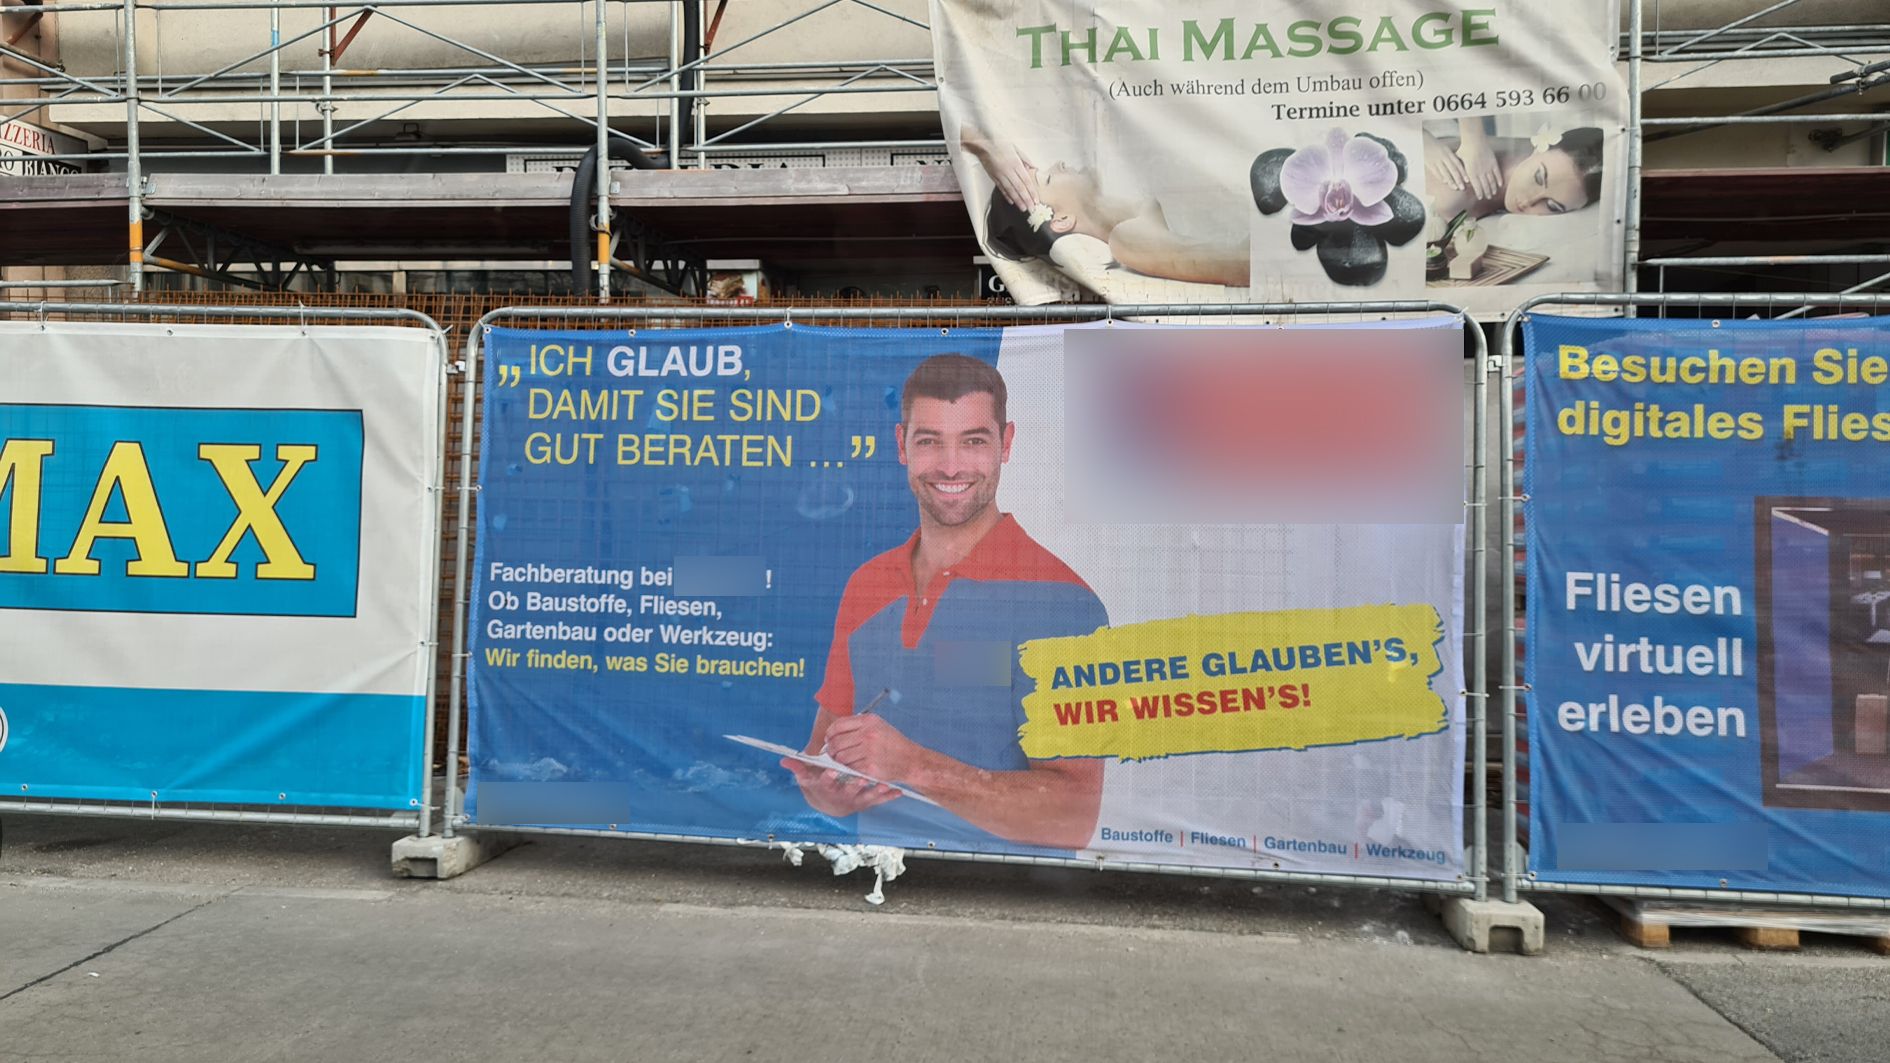 THAI MASSAGE
(Auch während dem Umbau offen)
Termine unter 0664 593 66 00
BIANCO
MAX
„ICH GLAUB,
DAMIT SIE SIND
GUT BERATEN ...”
Fachberatung bei !
Ob Baustoffe, Fliesen,
Gartenbau oder Werkzeug:
Wir finden, was Sie brauchen!
ANDERE GLAUBEN'S,
WIR WISSEN'S!
Baustoffe | Fliesen | Gartenbau | Werkzeug
Besuchen Sie
digitales Flies
Fliesen
virtuell
erleben